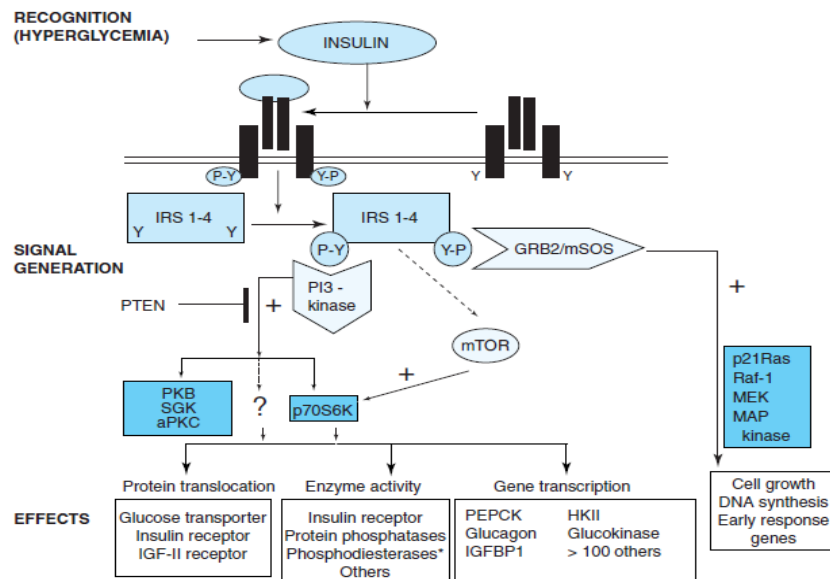 RECOGNITION
(HYPERGLYCEMIA)
INSULIN
Y
Y
P-Y
Y-P
IRS 1-4
Y
Y
IRS 1-4
P-Y
Y-P
GRB2/mSOS
SIGNAL
GENERATION
PI3 -
kinase
PTEN
+
+
mTOR
+
p21Ras
Raf-1
MEK
MAP
kinase
PKB
SGK
aPKC
?
p70S6K
Protein translocation
Enzyme activity
Gene transcription
Cell growth
DNA synthesis
Early response
genes
EFFECTS
Glucose transporter
Insulin receptor
IGF-II receptor
Insulin receptor
Protein phosphatases
Phosphodiesterases*
Others
PEPCK HKII
Glucagon Glucokinase
IGFBP1 > 100 others